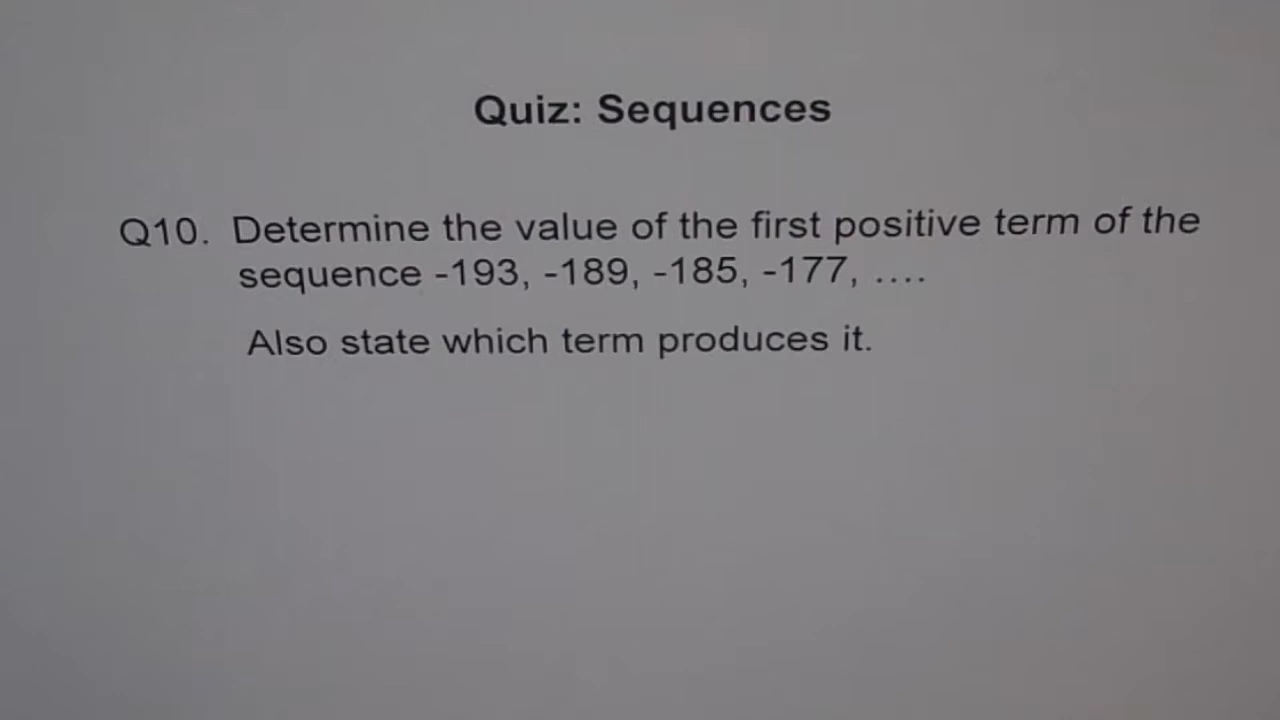 Quiz: Sequences
Q10. Determine the value of the first positive term of the
sequence -193, -189, -185, -177, ....
Also state which term produces it.